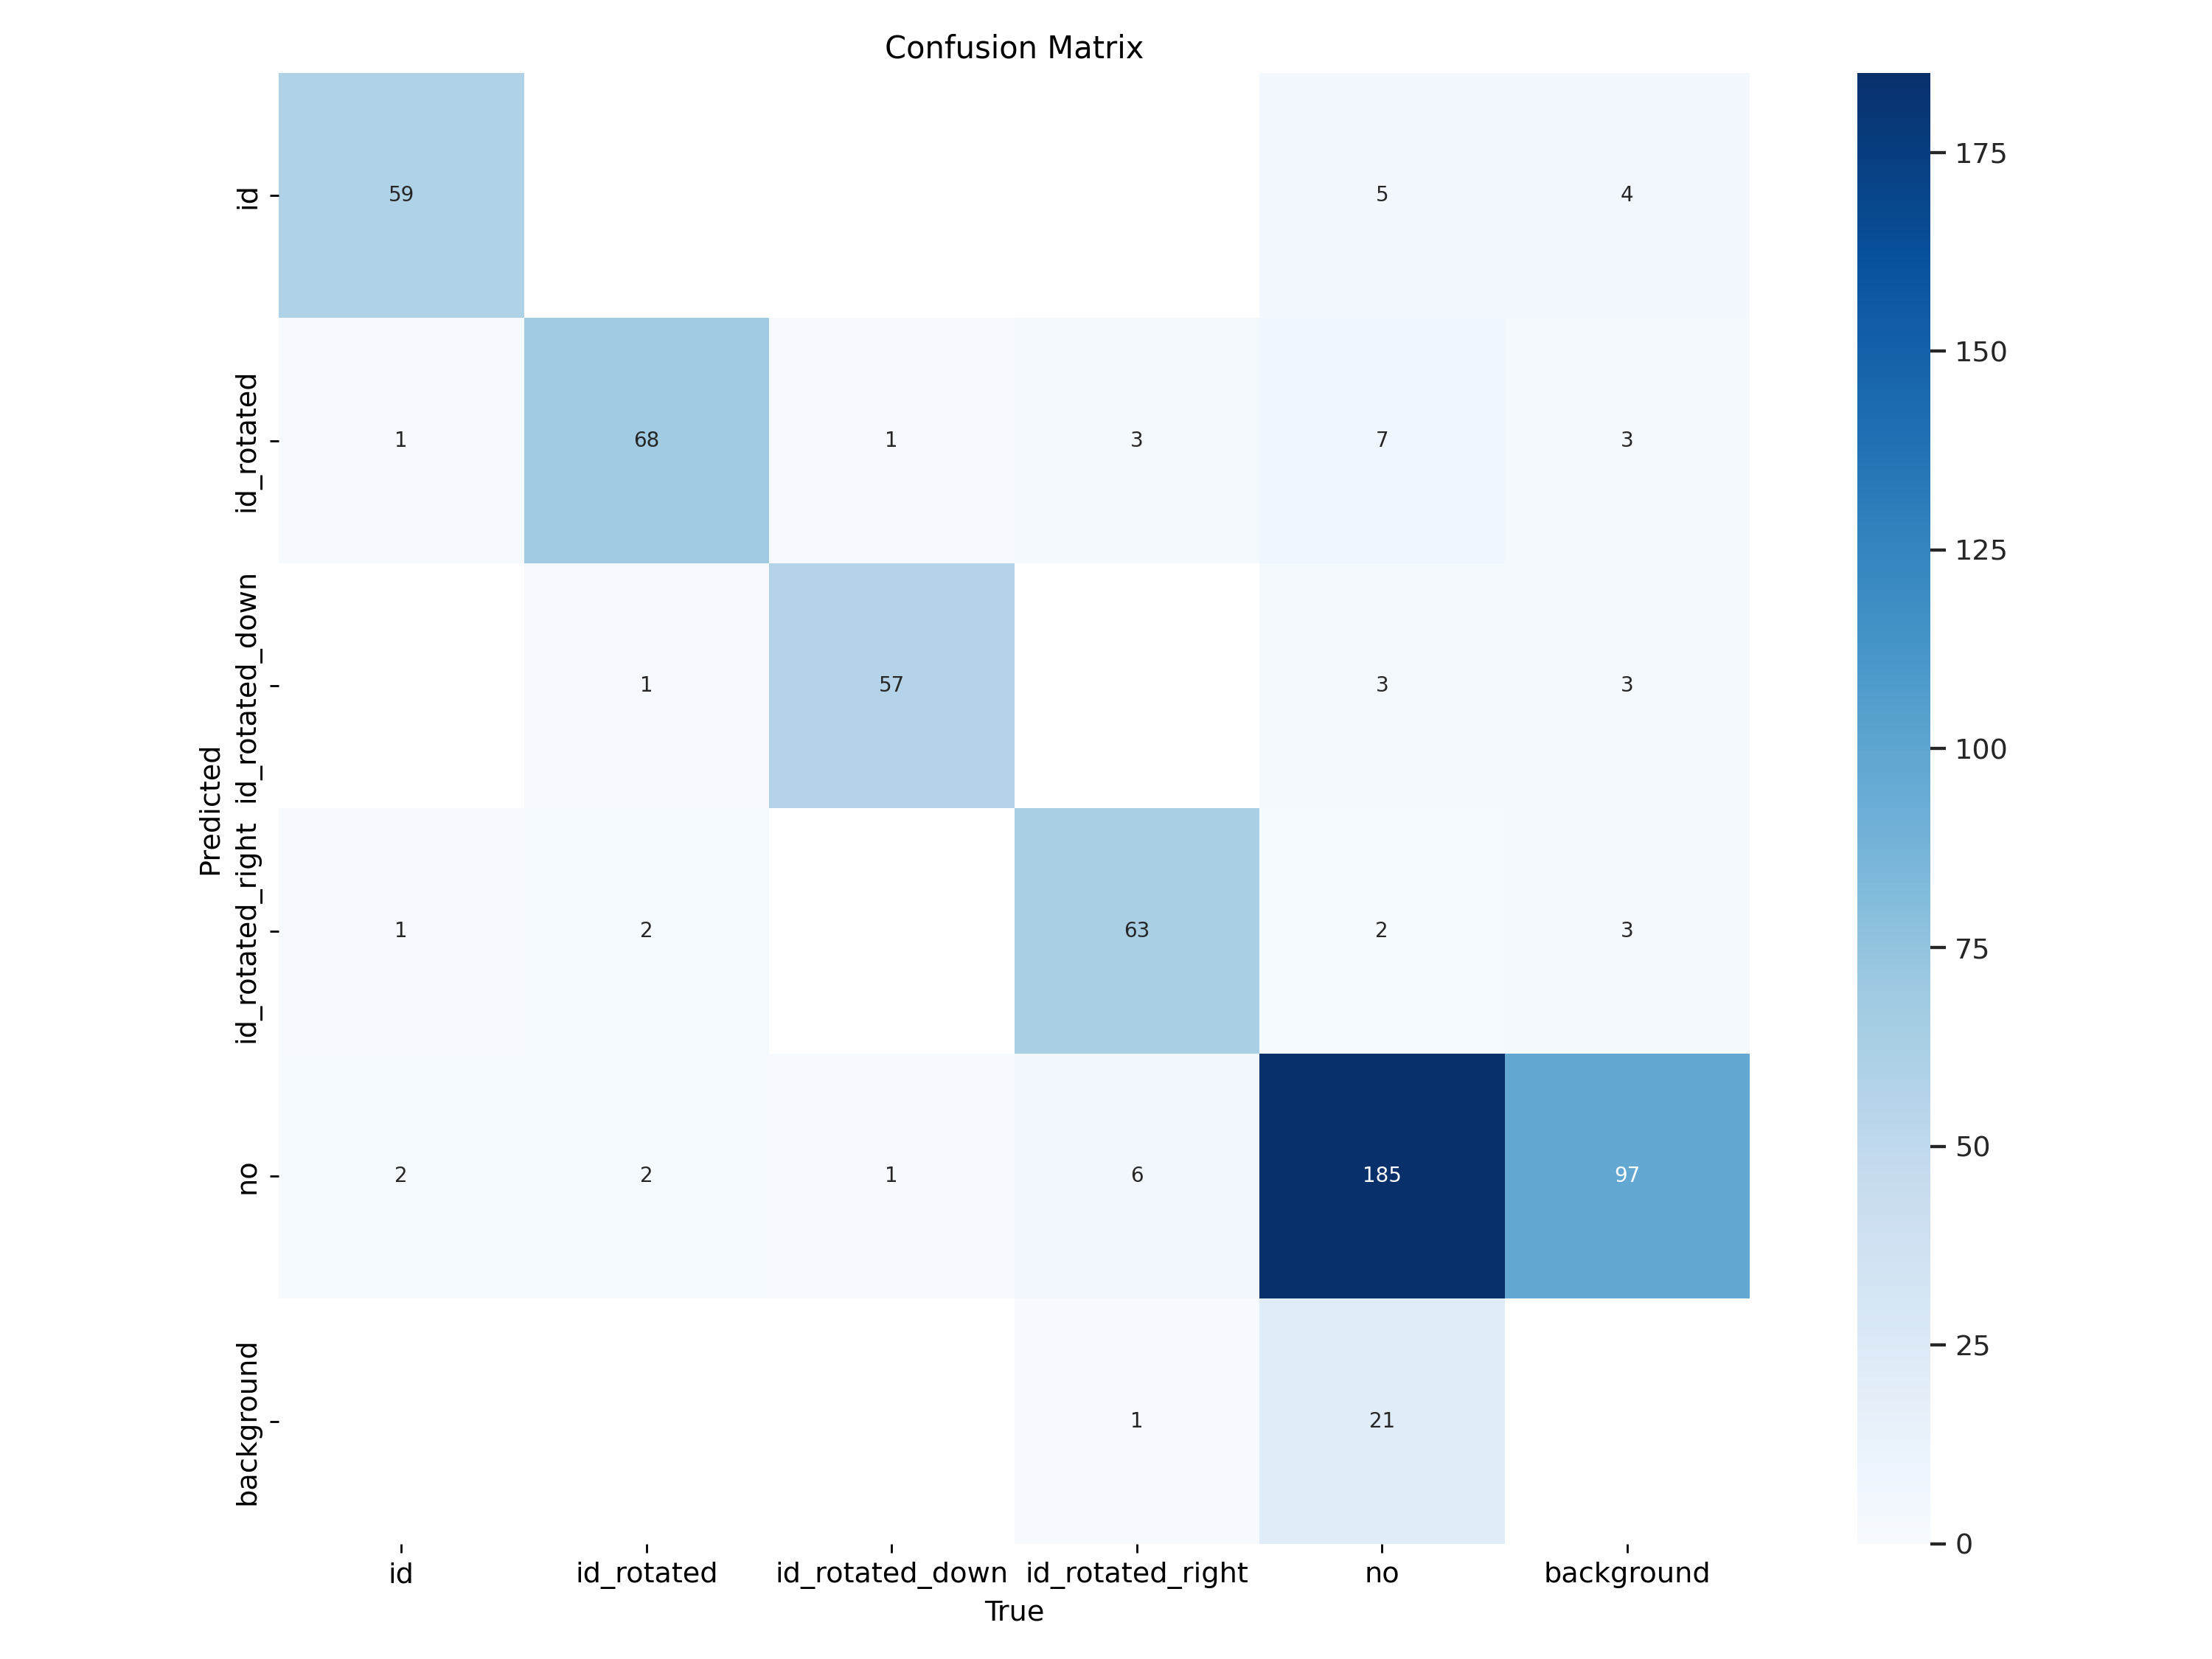 Confusion Matrix
id
59
5
4
id_rotated
1
68
1
3
7
3
id_rotated_down
1
57
3
3
id_rotated_right
1
2
63
2
3
no
2
2
1
6
185
97
background
1
21
Predicted
id
id_rotated
id_rotated_down
id_rotated_right
no
background
True
175
150
125
100
75
50
25
0